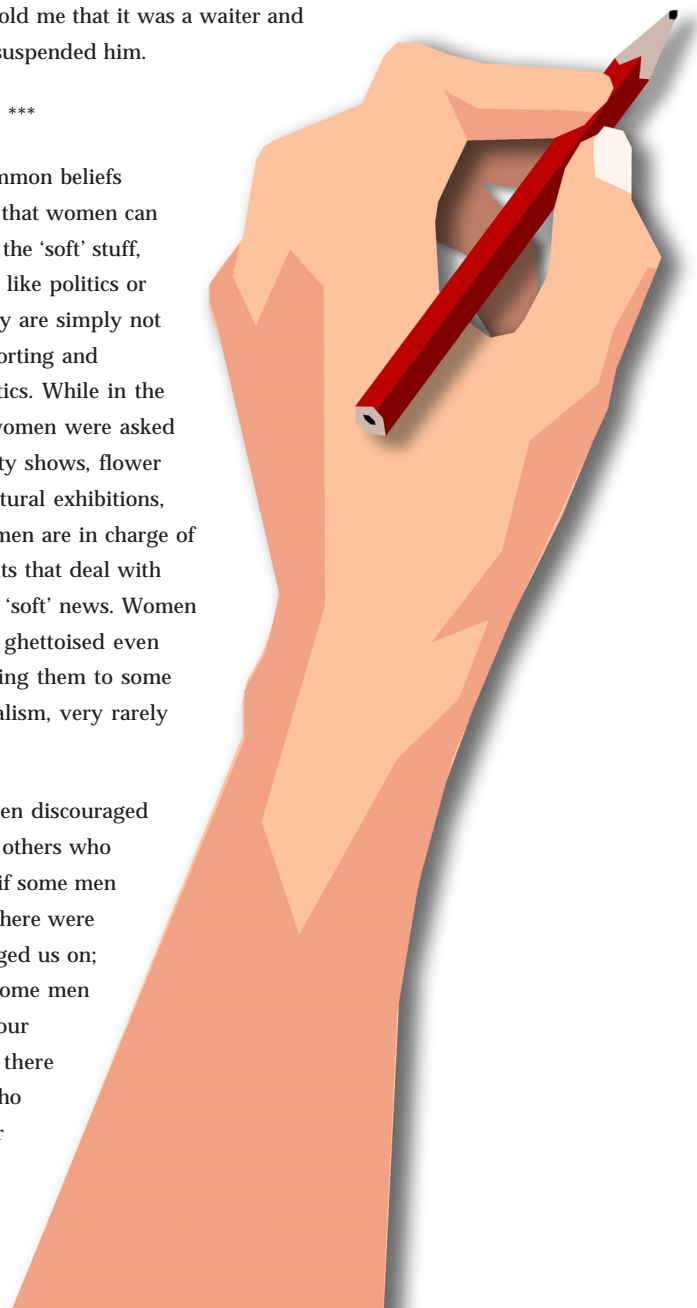 old me that it was a waiter and
suspended him.
***
mmon beliefs
that women can
the ‘soft’ stuff,
like politics or
y are simply not
orting and
tics. While in the
women were asked
ty shows, flower
tural exhibitions,
men are in charge of
ts that deal with
‘soft’ news. Women
ghettoised even
ing them to some
alism, very rarely
en discouraged
others who
if some men
here were
ged us on;
ome men
our
there
ho
r